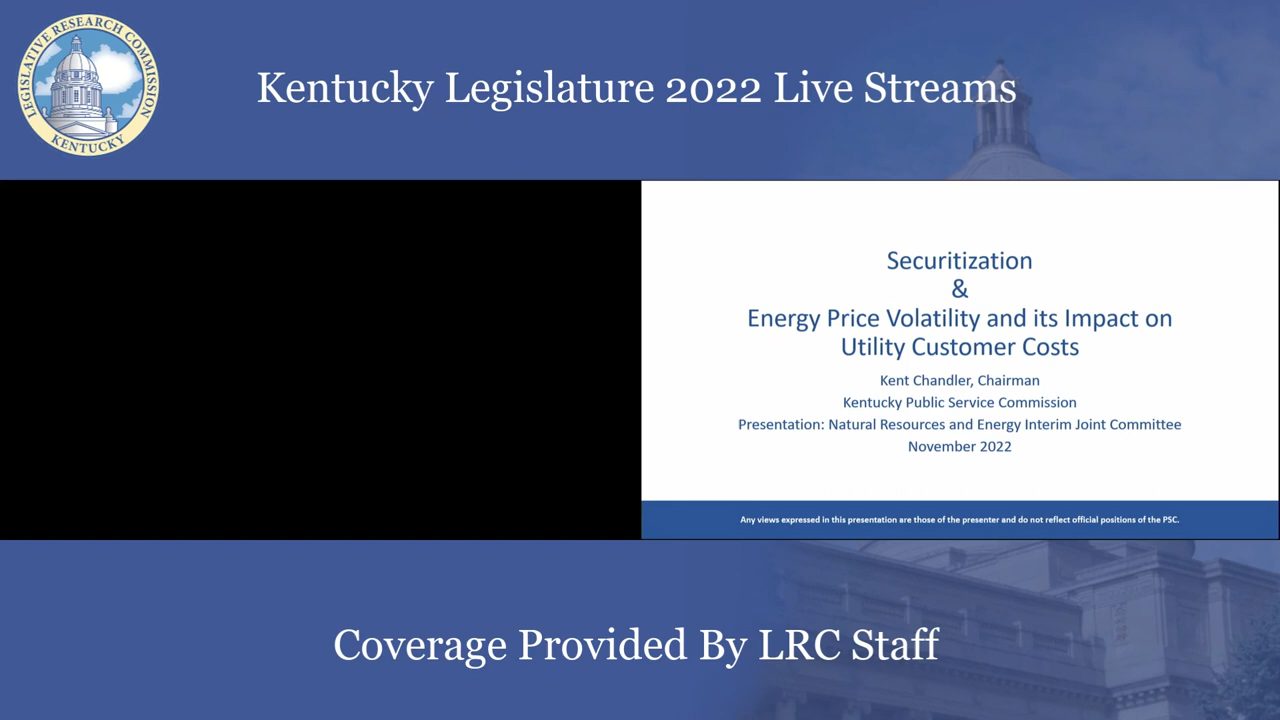 LEGISLATIVE RESEARCH COMMISSION
KENTUCKY
Kentucky Legislature 2022 Live Streams
Securitization
&
Energy Price Volatility and its Impact on
Utility Customer Costs
Kent Chandler, Chairman
Kentucky Public Service Commission
Presentation: Natural Resources and Energy Interim Joint Committee
November 2022
Any views expressed in this presentation are those of the presenter and do not reflect official positions of the PSC.
Coverage Provided By LRC Staff